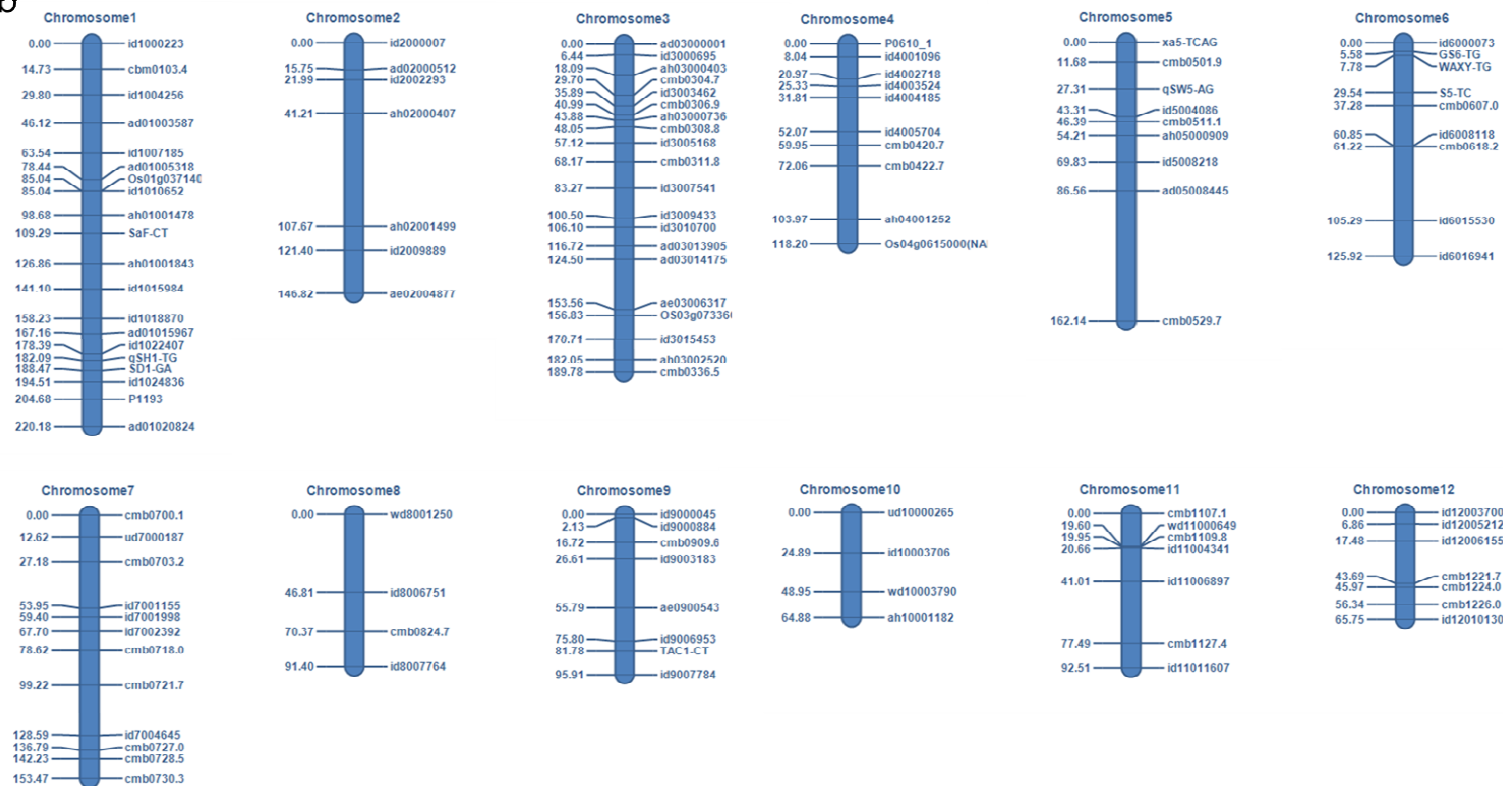 Chromosome1
0.00 id1000223
14.73 cbm0103.4
29.80 id1004256
46.12 ad01003587
63.54 id1007185
78.44 ad01005318
85.04 Os01g037140
85.04 id1010652
98.68 ah01001478
109.29 SaF-CT
126.86 ah01001843
141.10 id1015984
158.23 id1018870
167.16 ad01015967
178.39 id1022407
182.09 qSH1-TG
188.47 SD1-GA
194.51 id1024836
204.68 P1193
220.18 ad01020824
Chromosome2
0.00 id2000007
15.75 ad02000512
21.99 id2002293
41.21 ah02000407
107.67 ah02001499
121.40 id2009889
146.82 ae02004877
Chromosome3
0.00 ad03000001
6.44 id3000695
18.09 ah03000403
29.70 cmb0304.7
35.89 id3003462
40.99 cmb0306.9
43.88 ah03000736
48.05 cmb0308.8
57.12 id3005168
68.17 cmb0311.8
83.27 id3007541
100.50 id3009433
106.10 id3010700
116.72 ad03013905
124.50 ad03014175
153.56 ae03006317
156.83 OS03g07336
170.71 id3015453
182.05 ah03002520
189.78 cmb0336.5
Chromosome4
0.00 P0610_1
8.04 id4001096
20.97 id4002718
25.33 id4003524
31.81 id4004185
52.07 id4005704
59.95 cmb0420.7
72.06 cmb0422.7
103.97 ah04001252
118.20 Os04g0615000(NA
Chromosome5
0.00 xa5-TCAG
11.68 cmb0501.9
27.31 qSW5-AG
43.31 id5004086
46.39 cmb0511.1
54.21 ah05000909
69.83 id5008218
86.56 ad05008445
162.14 cmb0529.7
Chromosome6
0.00 id6000073
5.58 GS6-TG
7.78 WAXY-TG
29.54 S5-TC
37.28 cmb0607.0
60.85 id6008118
61.22 cmb0618.2
105.29 id6015530
125.92 id6016941
Chromosome7
0.00 cmb0700.1
12.62 ud7000187
27.18 cmb0703.2
53.95 id7001155
59.40 id7001998
67.70 id7002392
78.62 cmb0718.0
99.22 cmb0721.7
128.59 id7004645
136.79 cmb0727.0
142.23 cmb0728.5
153.47 cmb0730.3
Chromosome8
0.00 wd8001250
46.81 id8006751
70.37 cmb0824.7
91.40 id8007764
Chromosome9
0.00 id9000045
2.13 id9000884
16.72 cmb0909.6
26.61 id9003183
55.79 ae0900543
75.80 id9006953
81.78 TAC1-CT
95.91 id9007784
Chromosome10
0.00 ud10000265
24.89 id10003706
48.95 wd10003790
64.88 ah10001182
Chromosome11
0.00 cmb1107.1
19.60 wd11000649
19.95 cmb1109.8
20.66 id11004341
41.01 id11006897
77.49 cmb1127.4
92.51 id11011607
Chromosome12
0.00 id12003700
6.86 id12005212
17.48 id12006155
43.69 cmb1221.7
45.97 cmb1224.0
56.34 cmb1226.0
65.75 id12010130